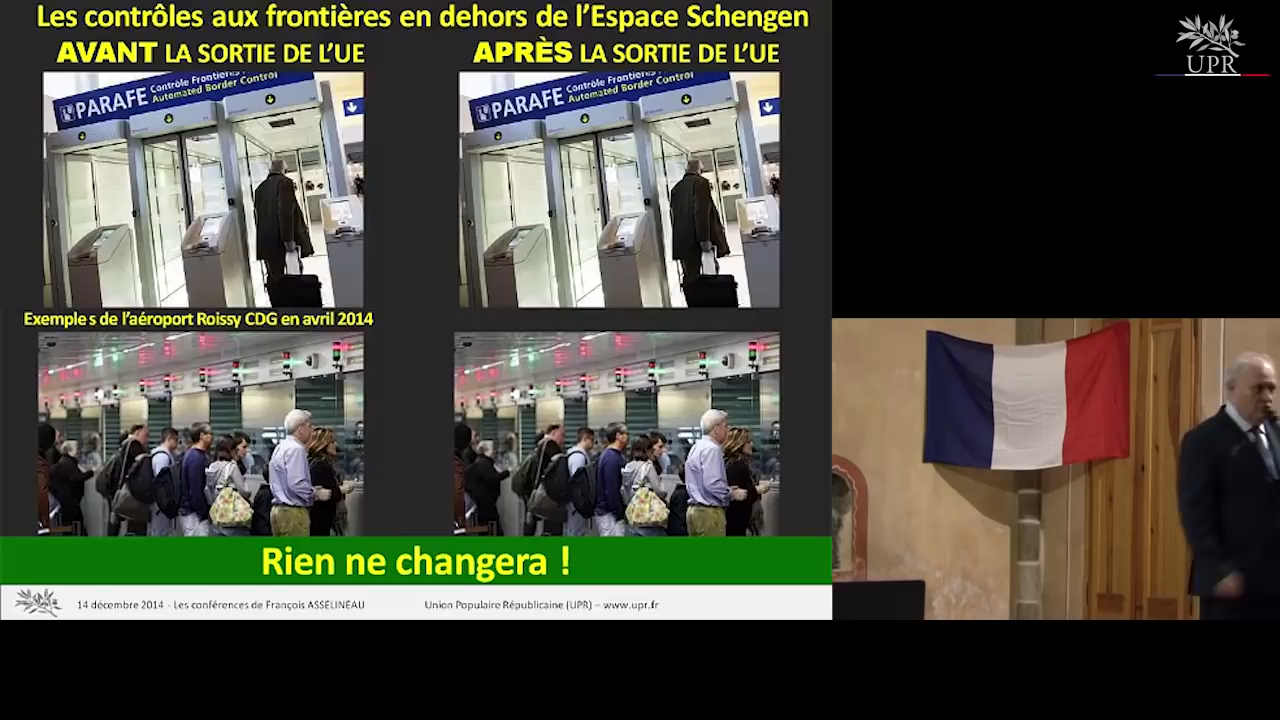 Les contrôles aux frontières en dehors de l'Espace Schengen
AVANT LA SORTIE DE L'UE
APRÈS LA SORTIE DE L'UE
UPR
PARAFE Contrôle Frontières
Automated Border Control
PARAFE Contrôle Frontières
Automated Border Control
Exemple s de l'aéroport Roissy CDG en avril 2014
Rien ne changera !
14 décembre 2014 - Les conférences de François ASSELINEAU
Union Populaire Républicaine (UPR) – www.upr.fr